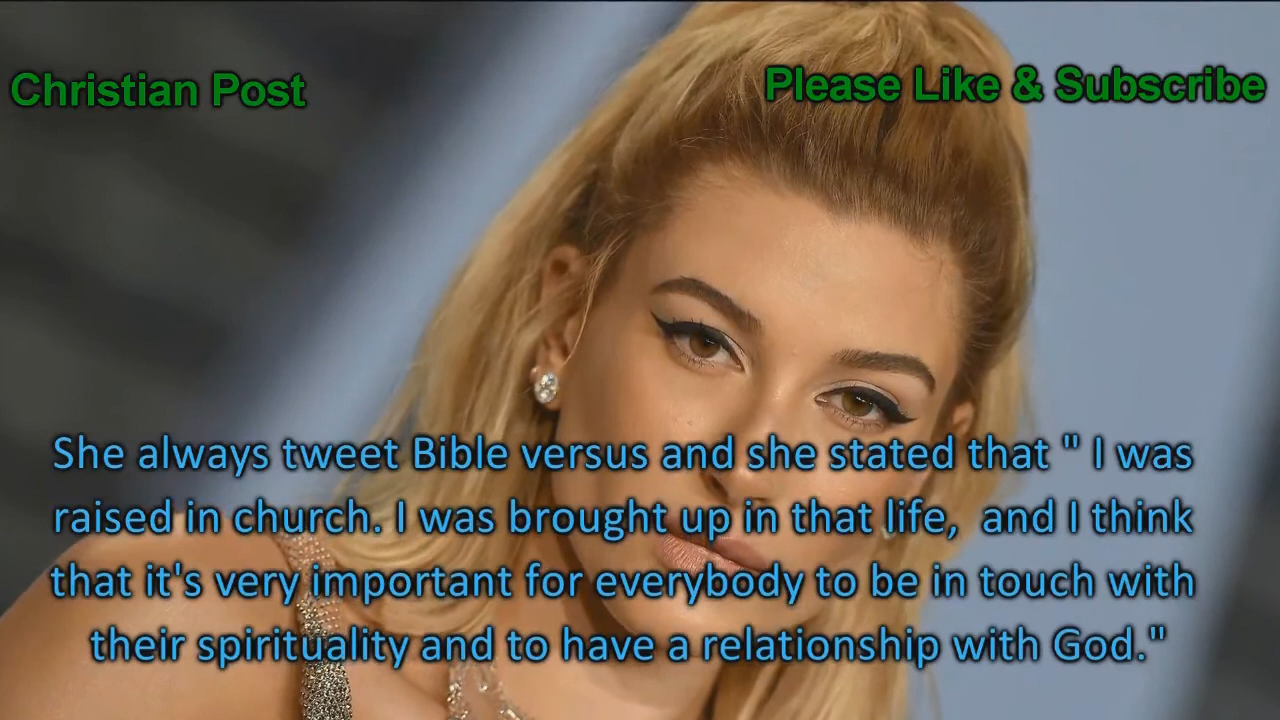 Christian Post
Please Like & Subscribe
She always tweet Bible versus and she stated that " I was
raised in church. I was brought up in that life,  and I think
that it's very important for everybody to be in touch with
their spirituality and to have a relationship with God."